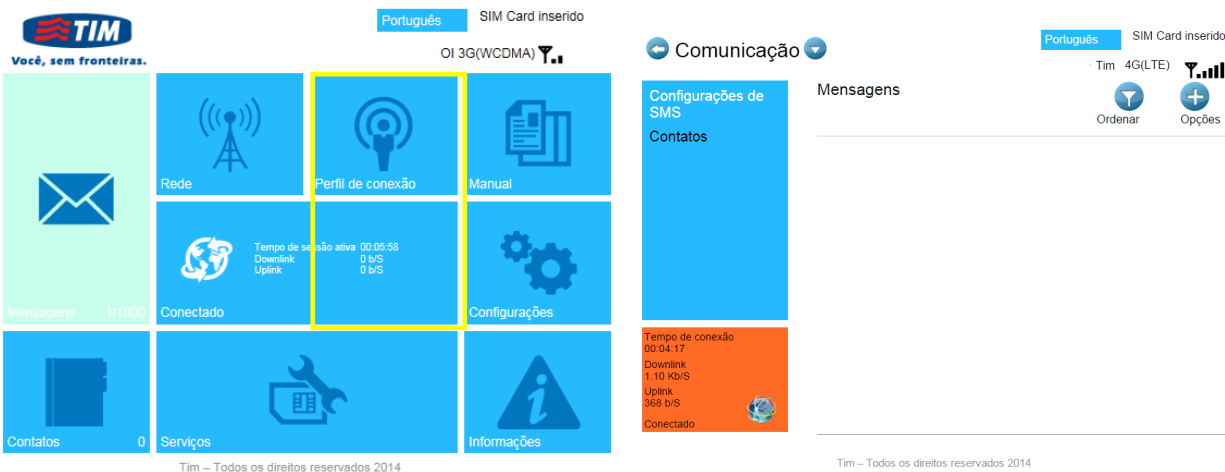 TIM
Você, sem fronteiras.
Português
SIM Card inserido
OI 3G(WCDMA)
Rede
Perfil de conexão
Manual
Mensagens 1/1000
Tempo de sessão ativa 00:05:58
Downlink 0 b/S
Uplink 0 b/S
Conectado
Configurações
Contatos 0
Serviços
Informações
Tim – Todos os direitos reservados 2014
Comunicação
Português
SIM Card inserido
Tim 4G(LTE)
Configurações de
SMS
Contatos
Mensagens
Ordenar
Opções
Tempo de conexão
00:04:17
Downlink
1.10 Kb/S
Uplink
368 b/S
Conectado
Tim – Todos os direitos reservados 2014